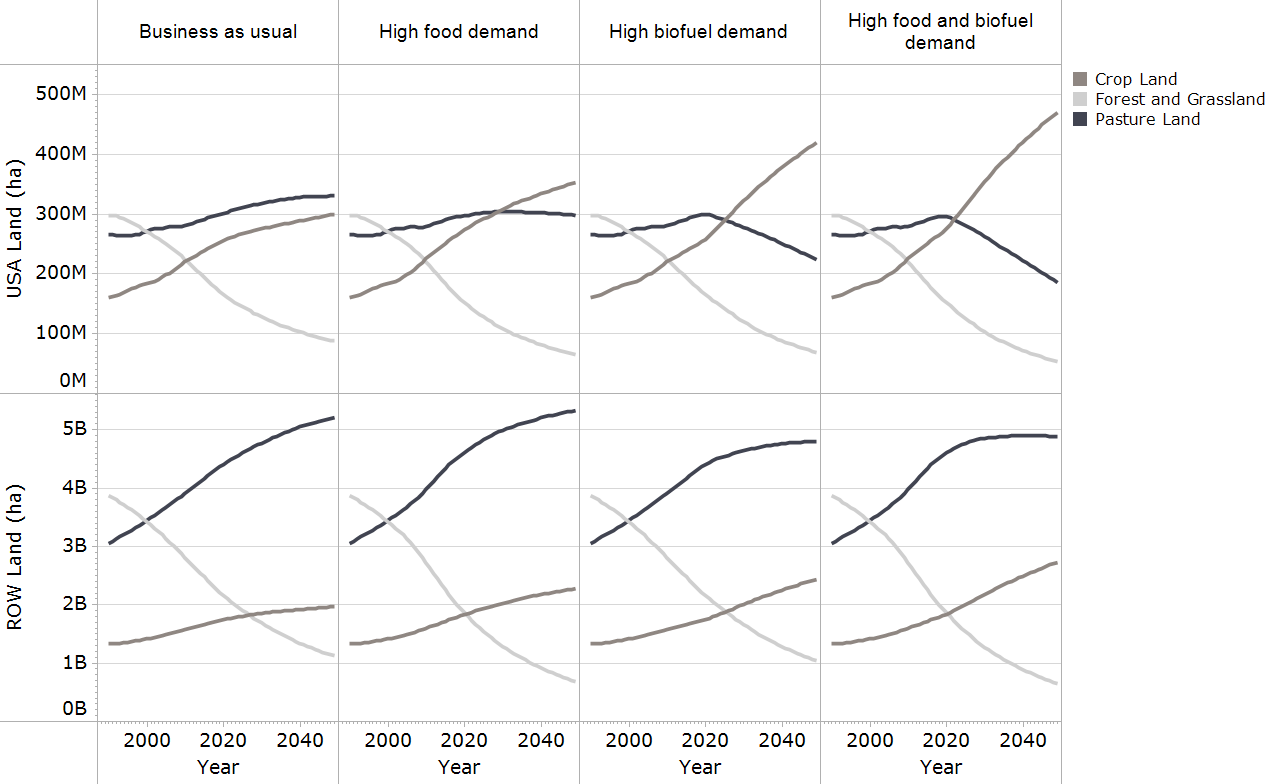 Business as usual
High food demand
High biofuel demand
High food and biofuel
demand
Crop Land
Forest and Grassland
Pasture Land
USA Land (ha)
500M
400M
300M
200M
100M
0M
ROW Land (ha)
5B
4B
3B
2B
1B
0B
2000 2020 2040 2000 2020 2040 2000 2020 2040 2000 2020 2040
Year Year Year Year